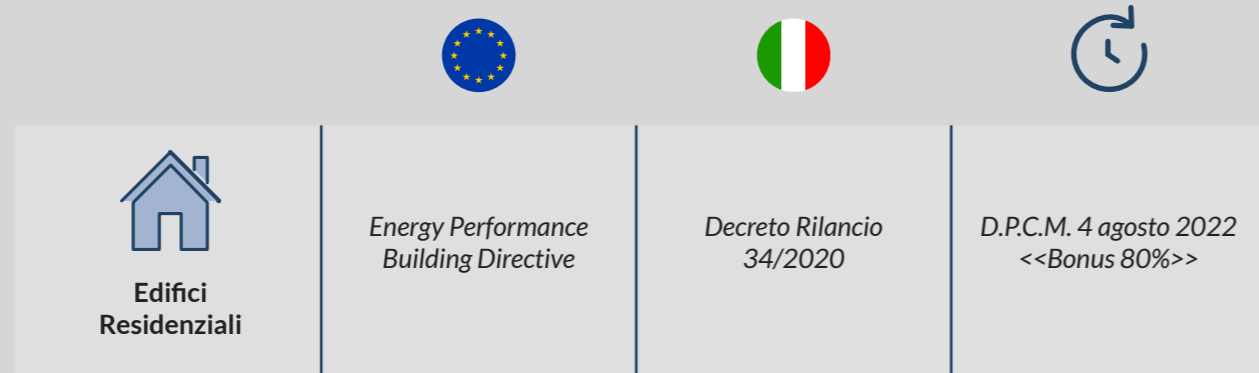 Edifici
Residenziali
Energy Performance
Building Directive
Decreto Rilancio
34/2020
D.P.C.M. 4 agosto 2022
<<Bonus 80%>>